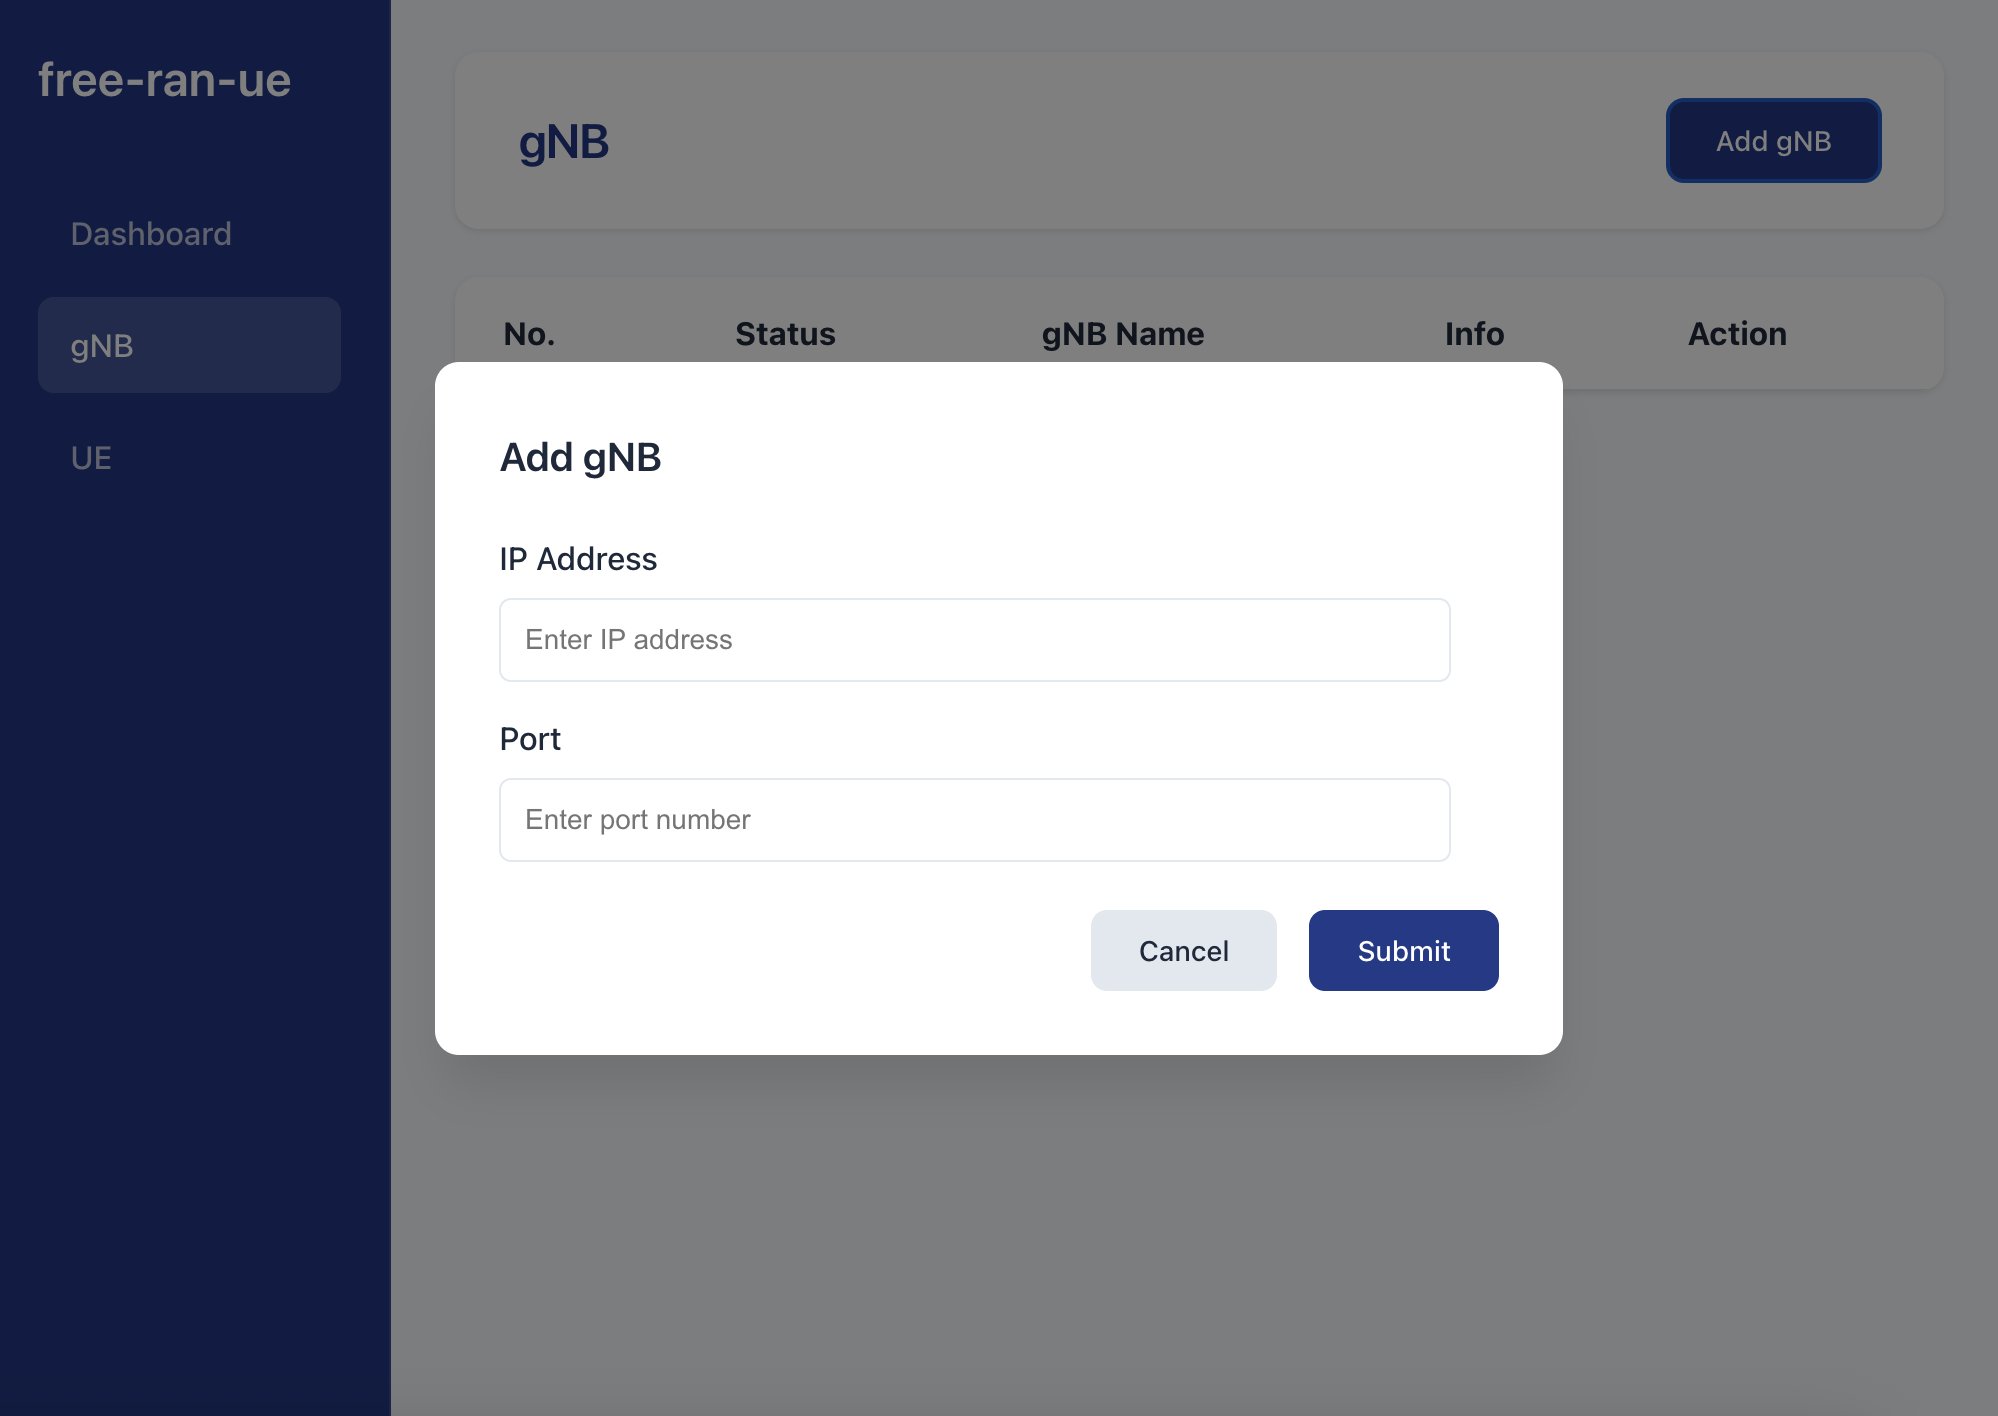 free-ran-ue
Dashboard
gNB
UE
gNB
Add gNB
No. Status gNB Name Info Action
Add gNB
IP Address
Enter IP address
Port
Enter port number
Cancel Submit